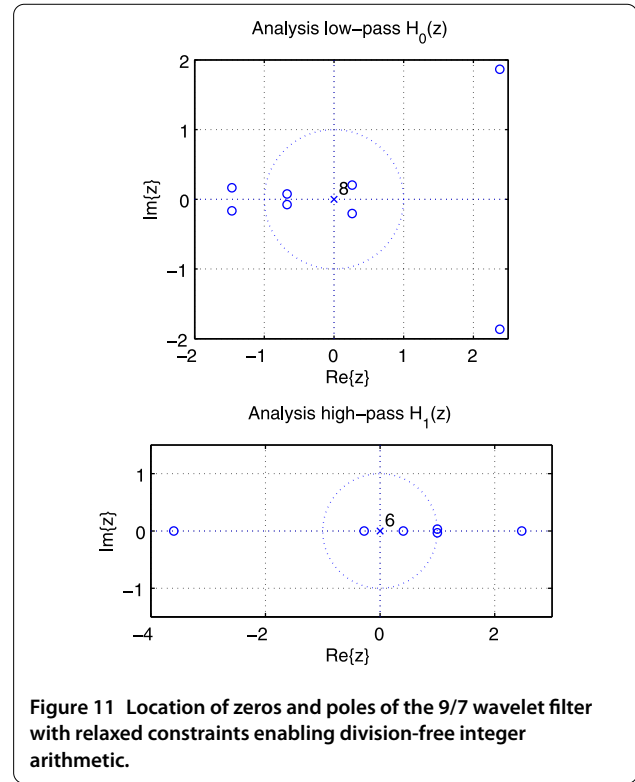 Analysis low−pass H0(z)
2
1
0
−1
−2
Im{z}
8
−2 −1 0 1 2
Re{z}
Analysis high−pass H1(z)
1
0
−1
Im{z}
6
−4 −2 0 2
Re{z}
Figure 11 Location of zeros and poles of the 9/7 wavelet filter
with relaxed constraints enabling division-free integer
arithmetic.